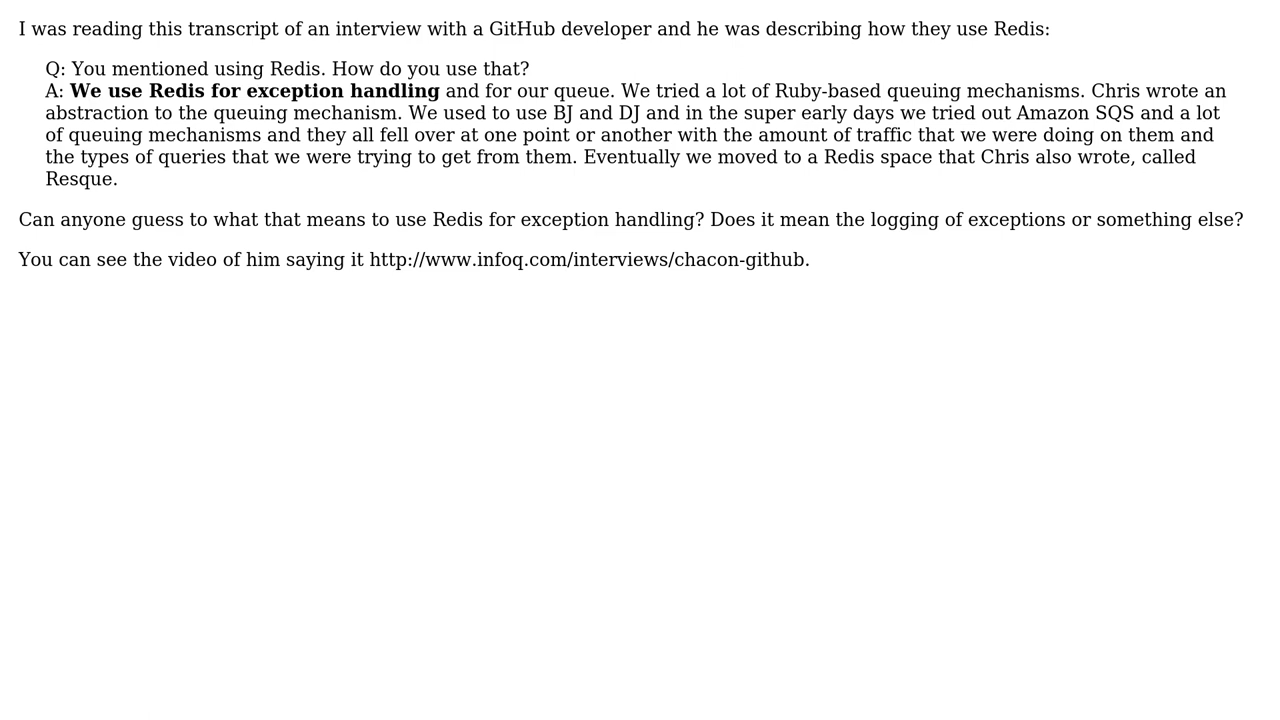 I was reading this transcript of an interview with a GitHub developer and he was describing how they use Redis:
Q: You mentioned using Redis. How do you use that?
A: We use Redis for exception handling and for our queue. We tried a lot of Ruby-based queuing mechanisms. Chris wrote an
abstraction to the queuing mechanism. We used to use BJ and DJ and in the super early days we tried out Amazon SQS and a lot
of queuing mechanisms and they all fell over at one point or another with the amount of traffic that we were doing on them and
the types of queries that we were trying to get from them. Eventually we moved to a Redis space that Chris also wrote, called
Resque.
Can anyone guess to what that means to use Redis for exception handling? Does it mean the logging of exceptions or something else?
You can see the video of him saying it http://www.infoq.com/interviews/chacon-github.